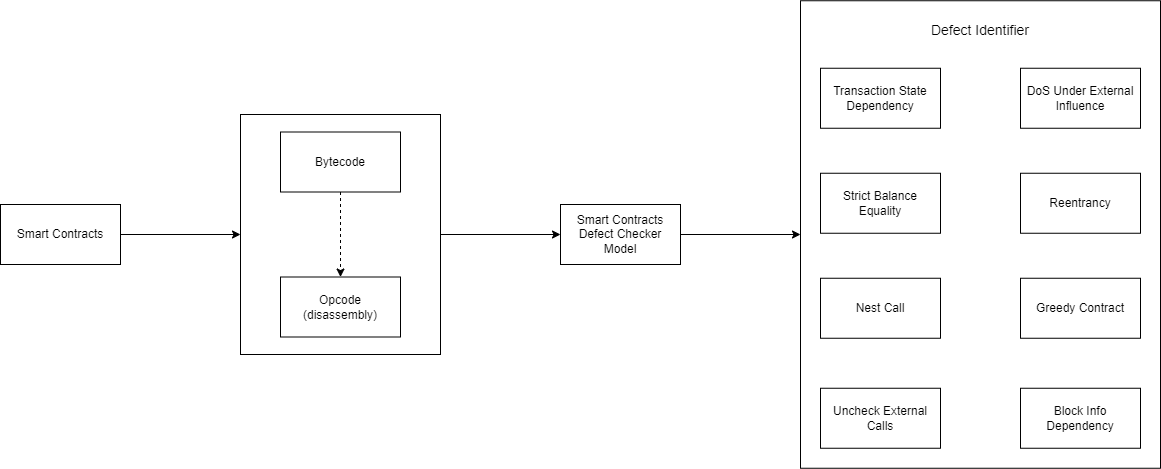 Defect Identifier
Transaction State
Dependency
DoS Under External
Influence
Bytecode
Strict Balance
Equality
Reentrancy
Smart Contracts
Smart Contracts
Defect Checker
Model
Opcode
(disassembly)
Nest Call
Greedy Contract
Uncheck External
Calls
Block Info
Dependency